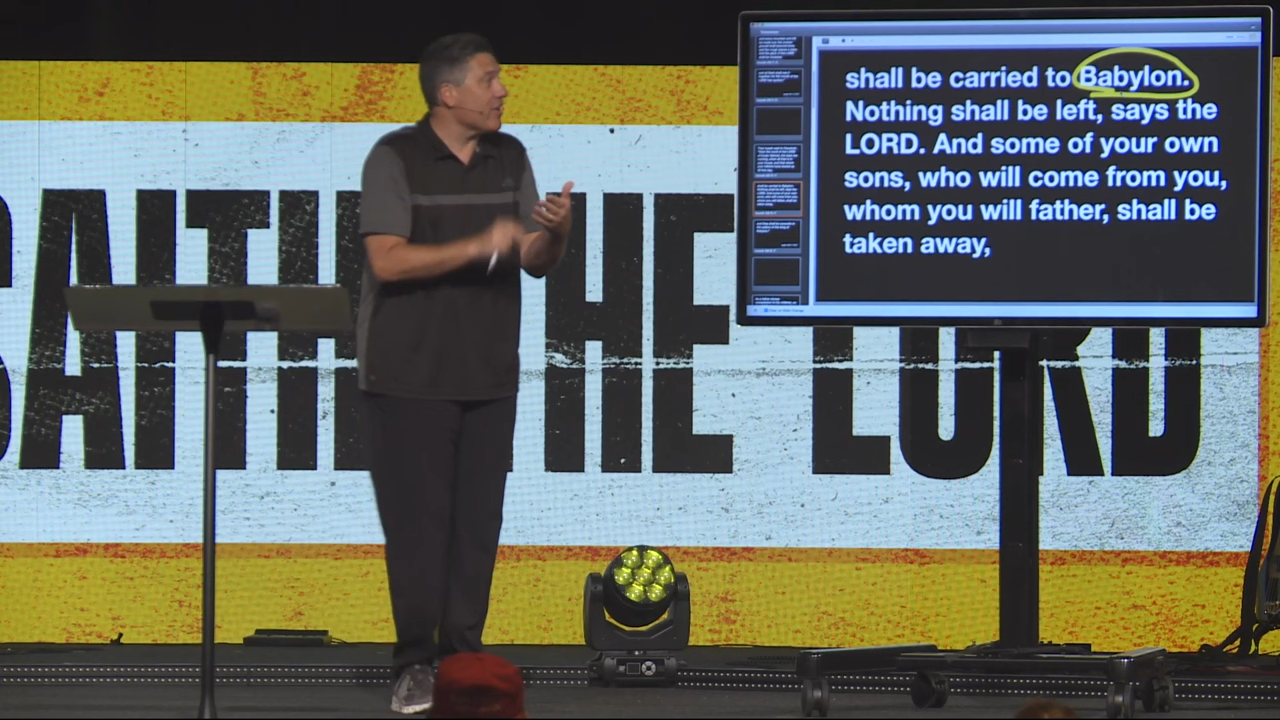 shall be carried to Babylon.
Nothing shall be left, says the
LORD. And some of your own
sons, who will come from you,
whom you will father, shall be
taken away,
SAITH THE LORD